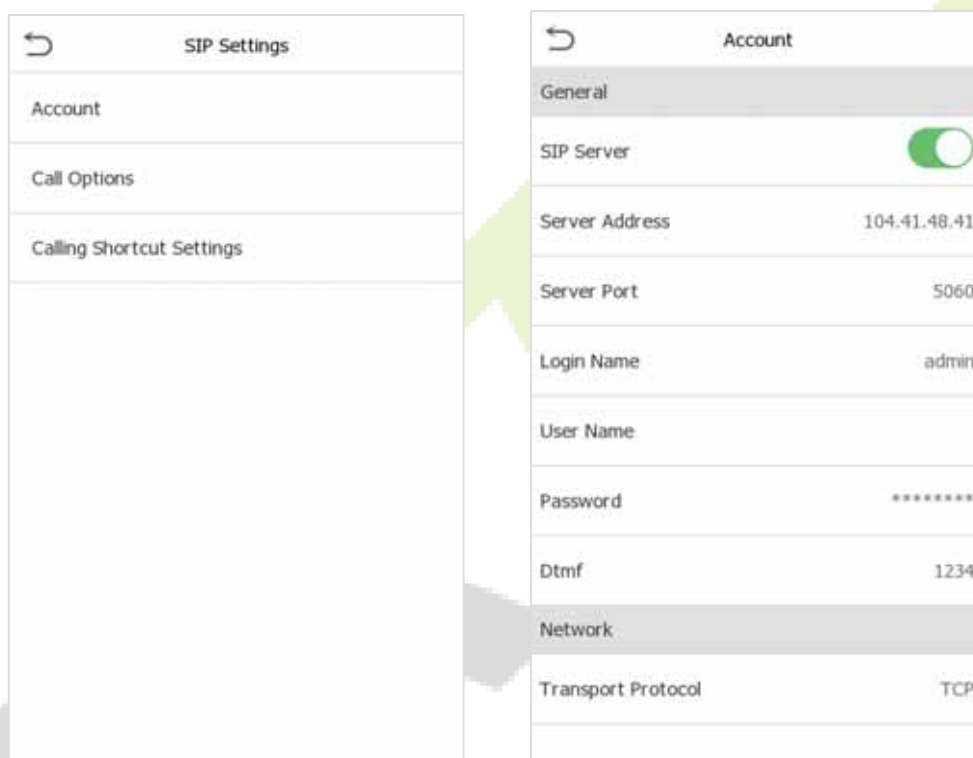 SIP Settings
Account
Call Options
Calling Shortcut Settings
Account
General
SIP Server
Server Address 104.41.48.41
Server Port 5060
Login Name admin
User Name
Password ********
Dtmf 1234
Network
Transport Protocol TCP